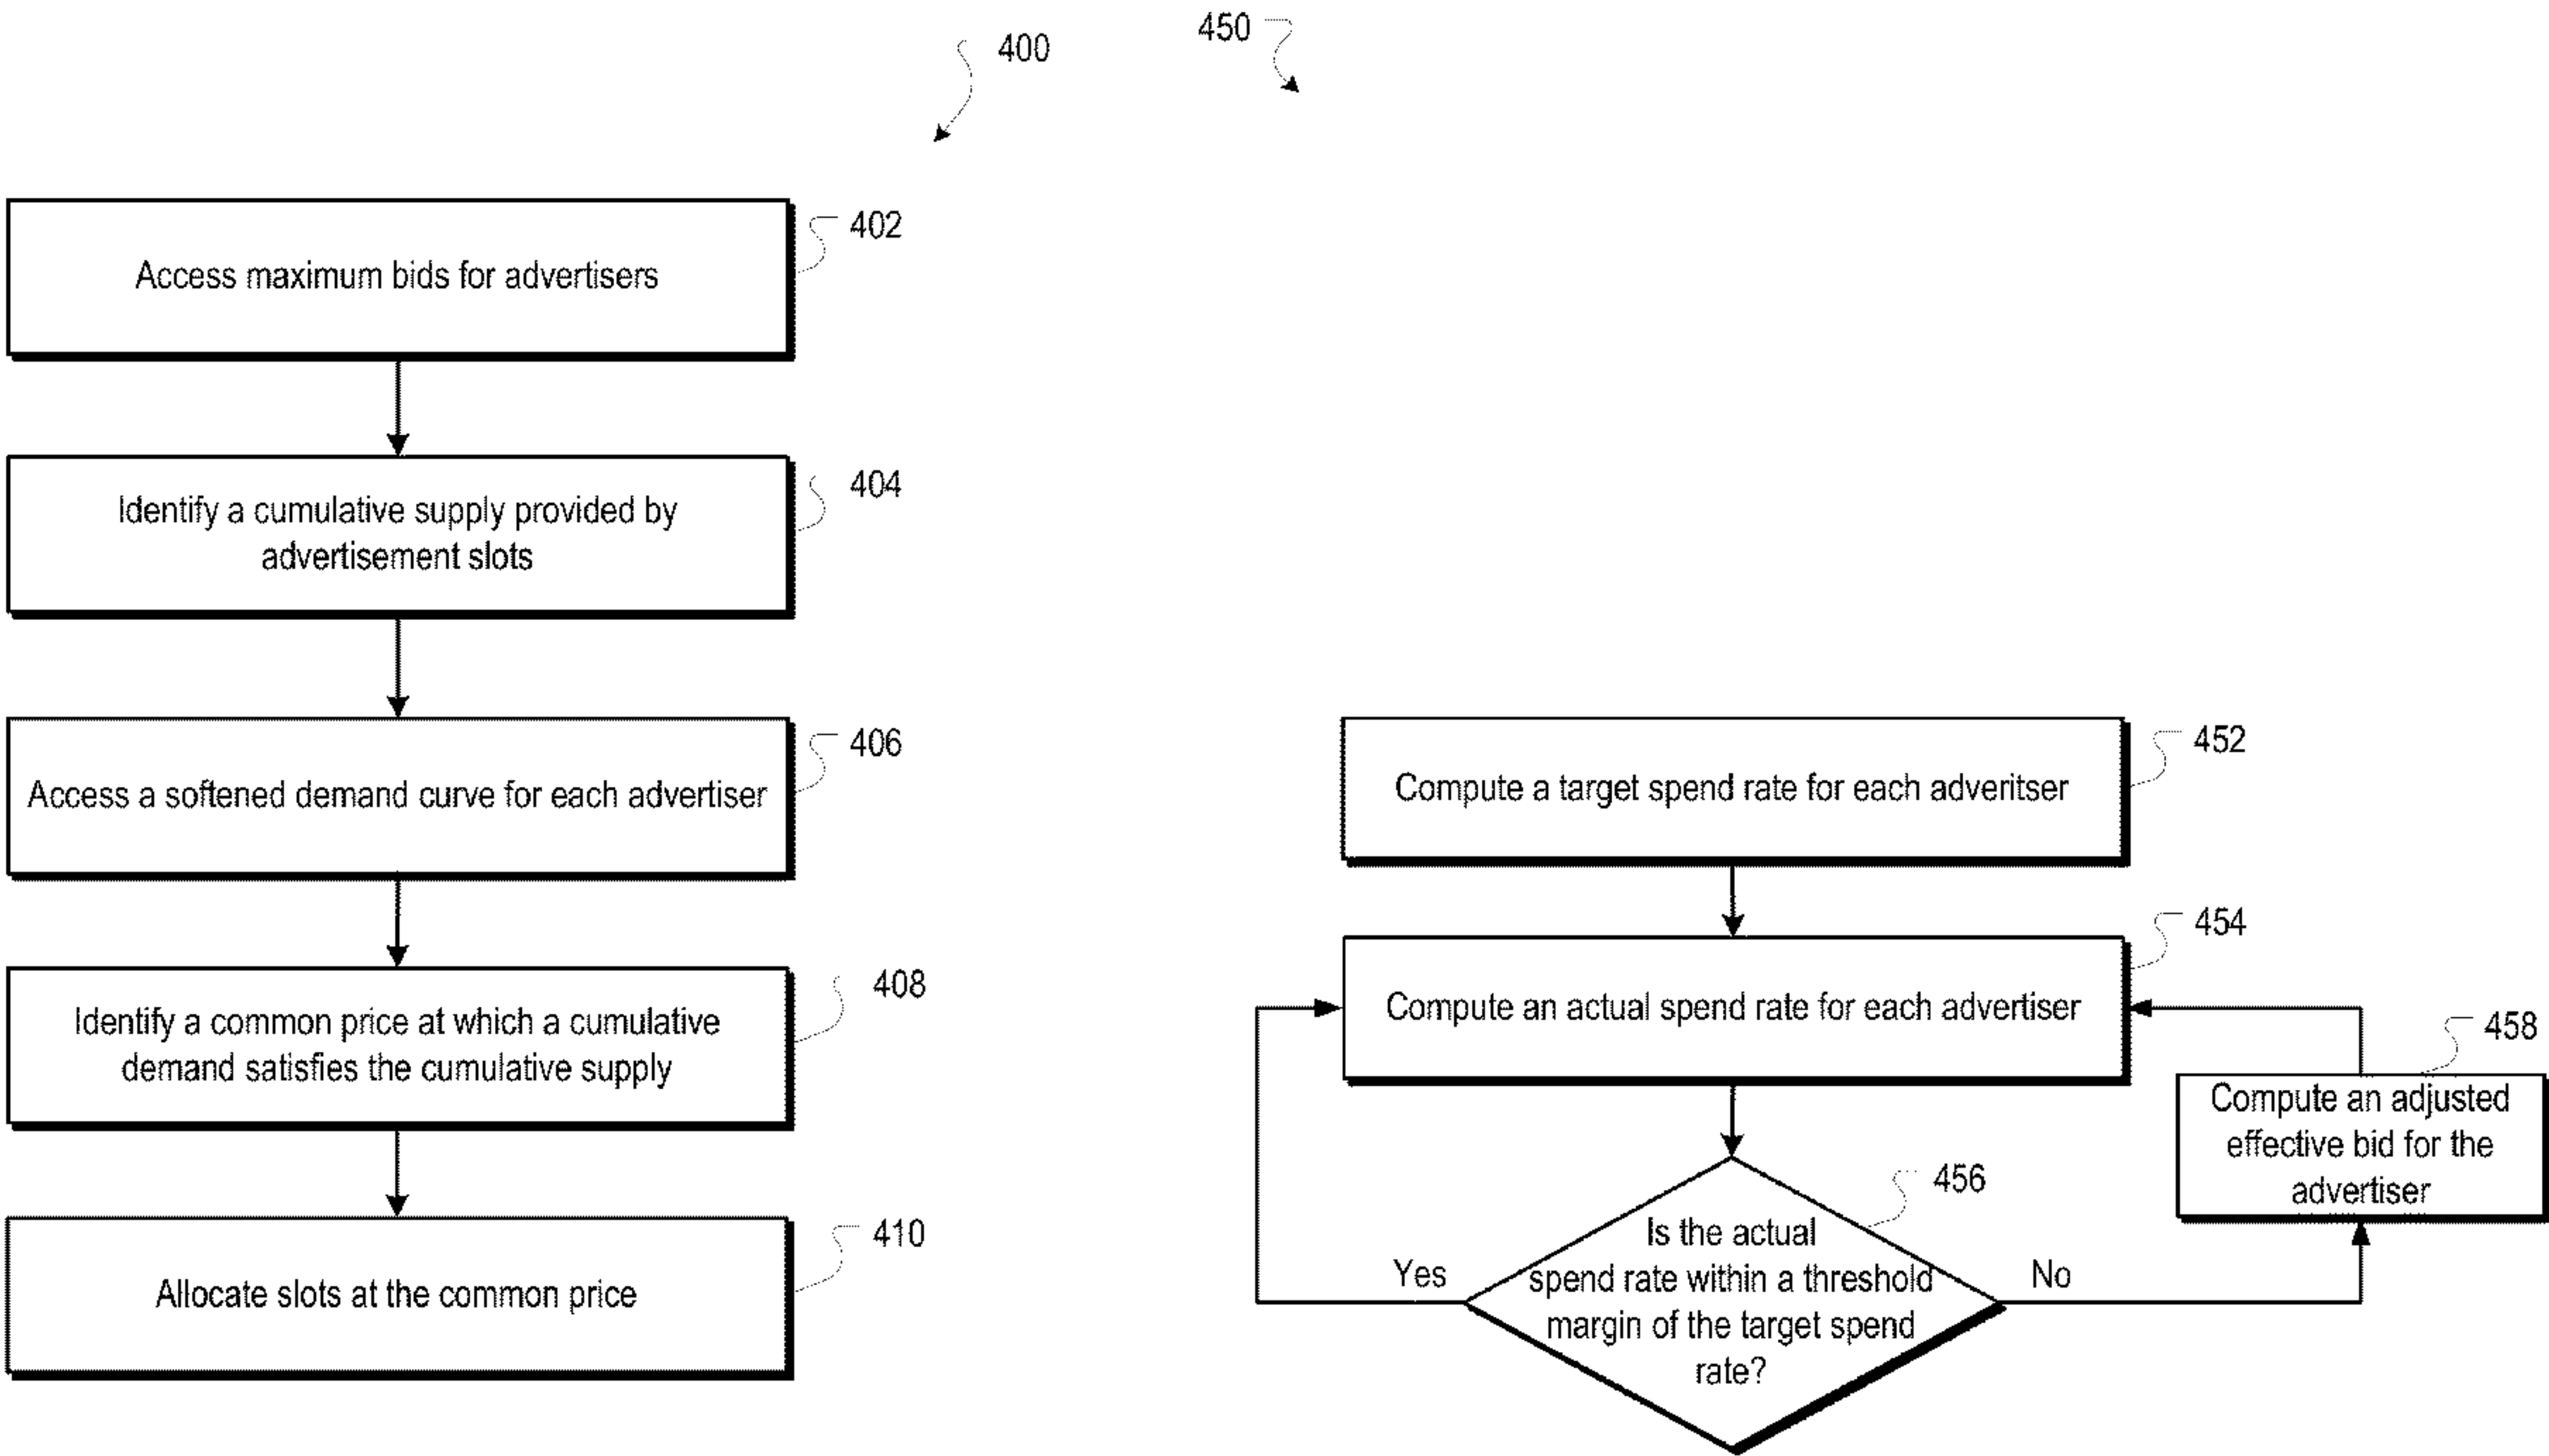 400
402
Access maximum bids for advertisers
404
Identify a cumulative supply provided by
advertisement slots
406
Access a softened demand curve for each advertiser
408
Identify a common price at which a cumulative
demand satisfies the cumulative supply
410
Allocate slots at the common price
450
452
Compute a target spend rate for each adveritser
454
Compute an actual spend rate for each advertiser
456
Is the actual
spend rate within a threshold
margin of the target spend
rate?
Yes
No
458
Compute an adjusted
effective bid for the
advertiser